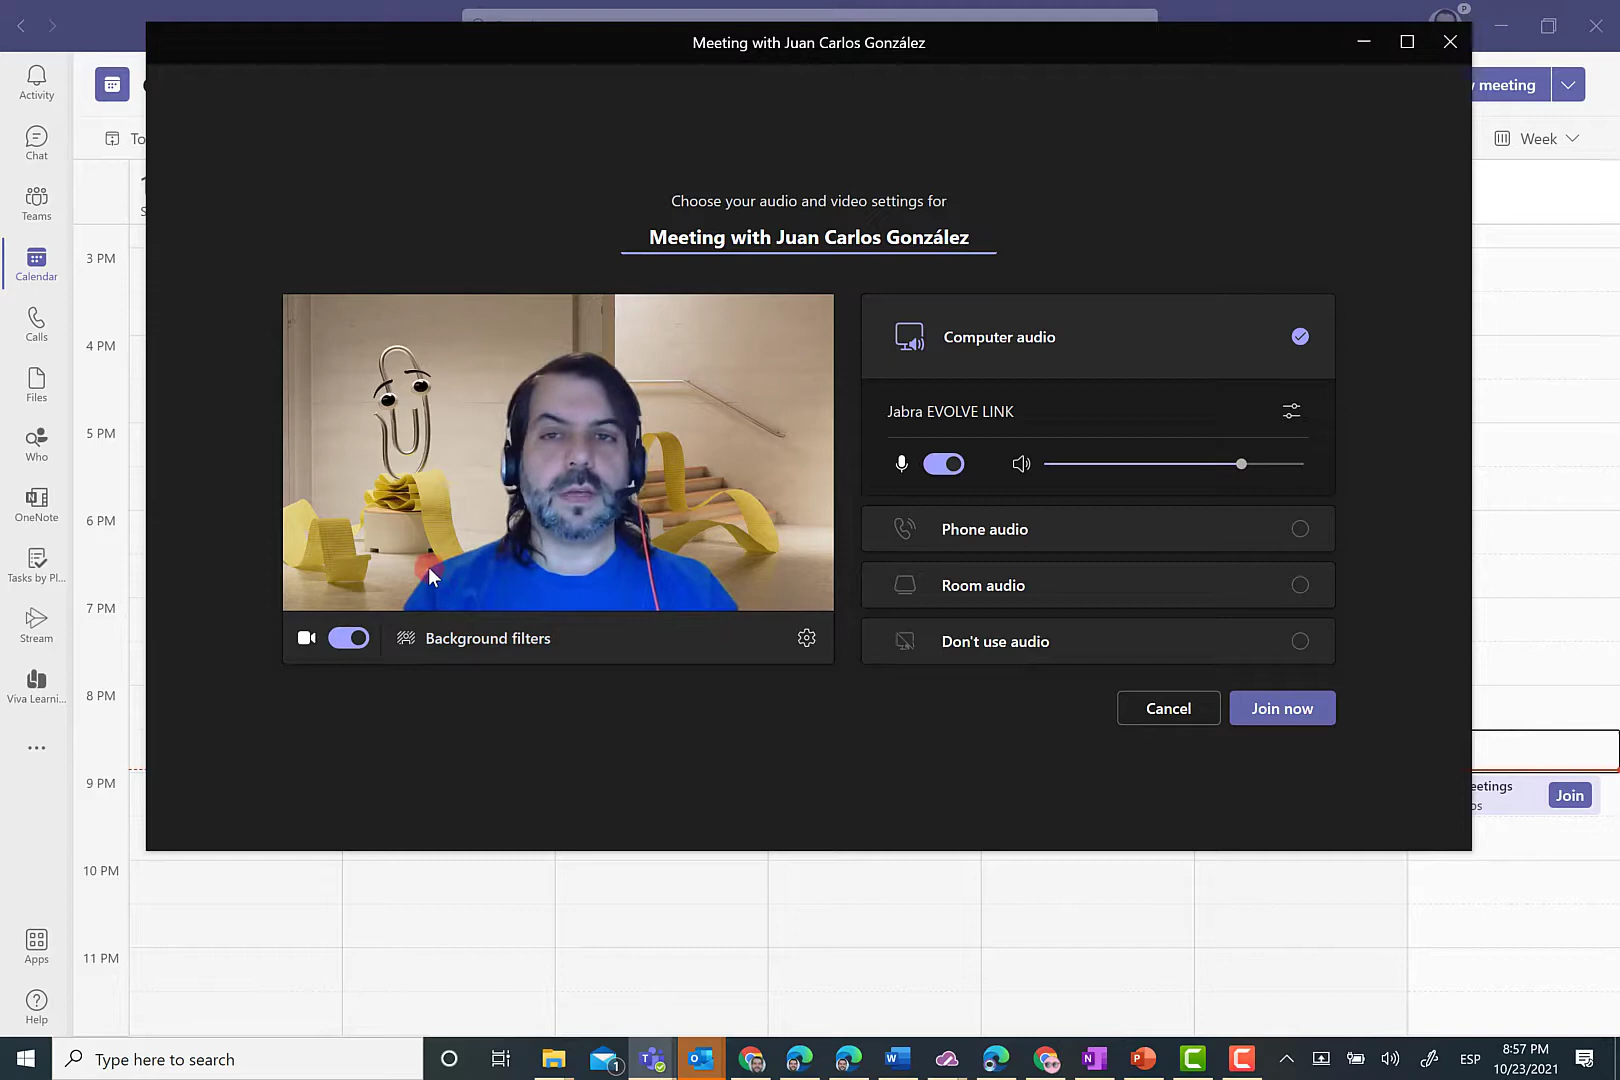 Meeting with Juan Carlos González
P
Activity
meeting
To
Week
Chat
Teams
Calendar
Calls
Files
Who
OneNote
Tasks by Pl...
Stream
Viva Learni...
Apps
Help
3 PM
4 PM
5 PM
6 PM
7 PM
8 PM
9 PM
10 PM
11 PM
Choose your audio and video settings for
Meeting with Juan Carlos González
Background filters
Computer audio
Jabra EVOLVE LINK
Phone audio
Room audio
Don't use audio
Cancel
Join now
eetings
os
Join
Type here to search
1
ESP
8:57 PM
10/23/2021